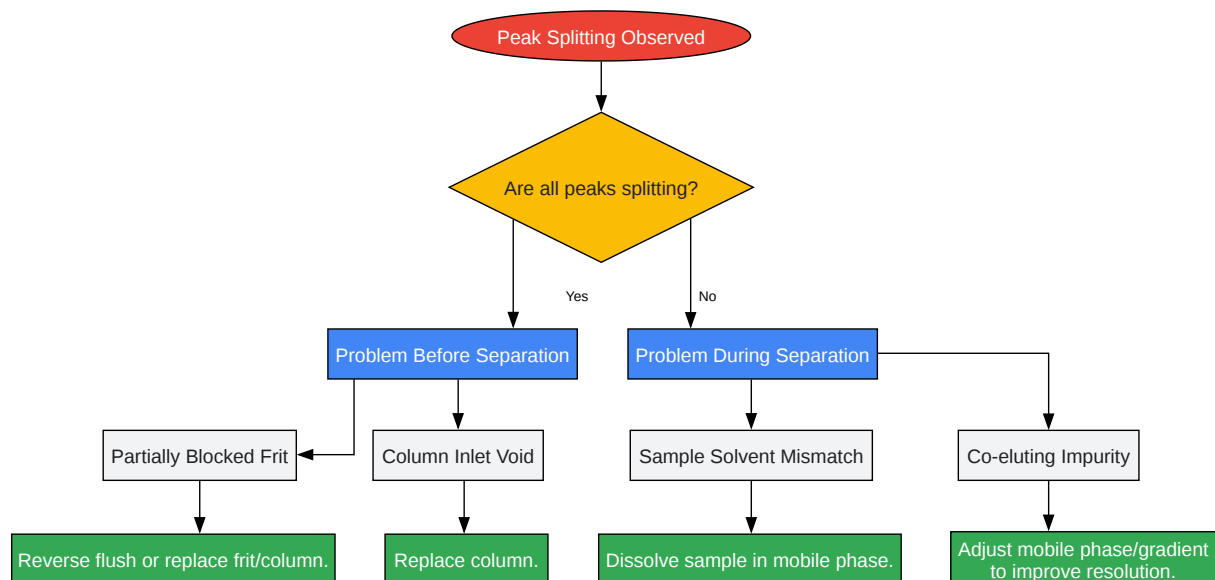 Peak Splitting Observed
Are all peaks splitting?
Yes
No
Problem Before Separation
Problem During Separation
Partially Blocked Frit
Column Inlet Void
Sample Solvent Mismatch
Co-eluting Impurity
Reverse flush or replace frit/column.
Replace column.
Dissolve sample in mobile phase.
Adjust mobile phase/gradient
to improve resolution.